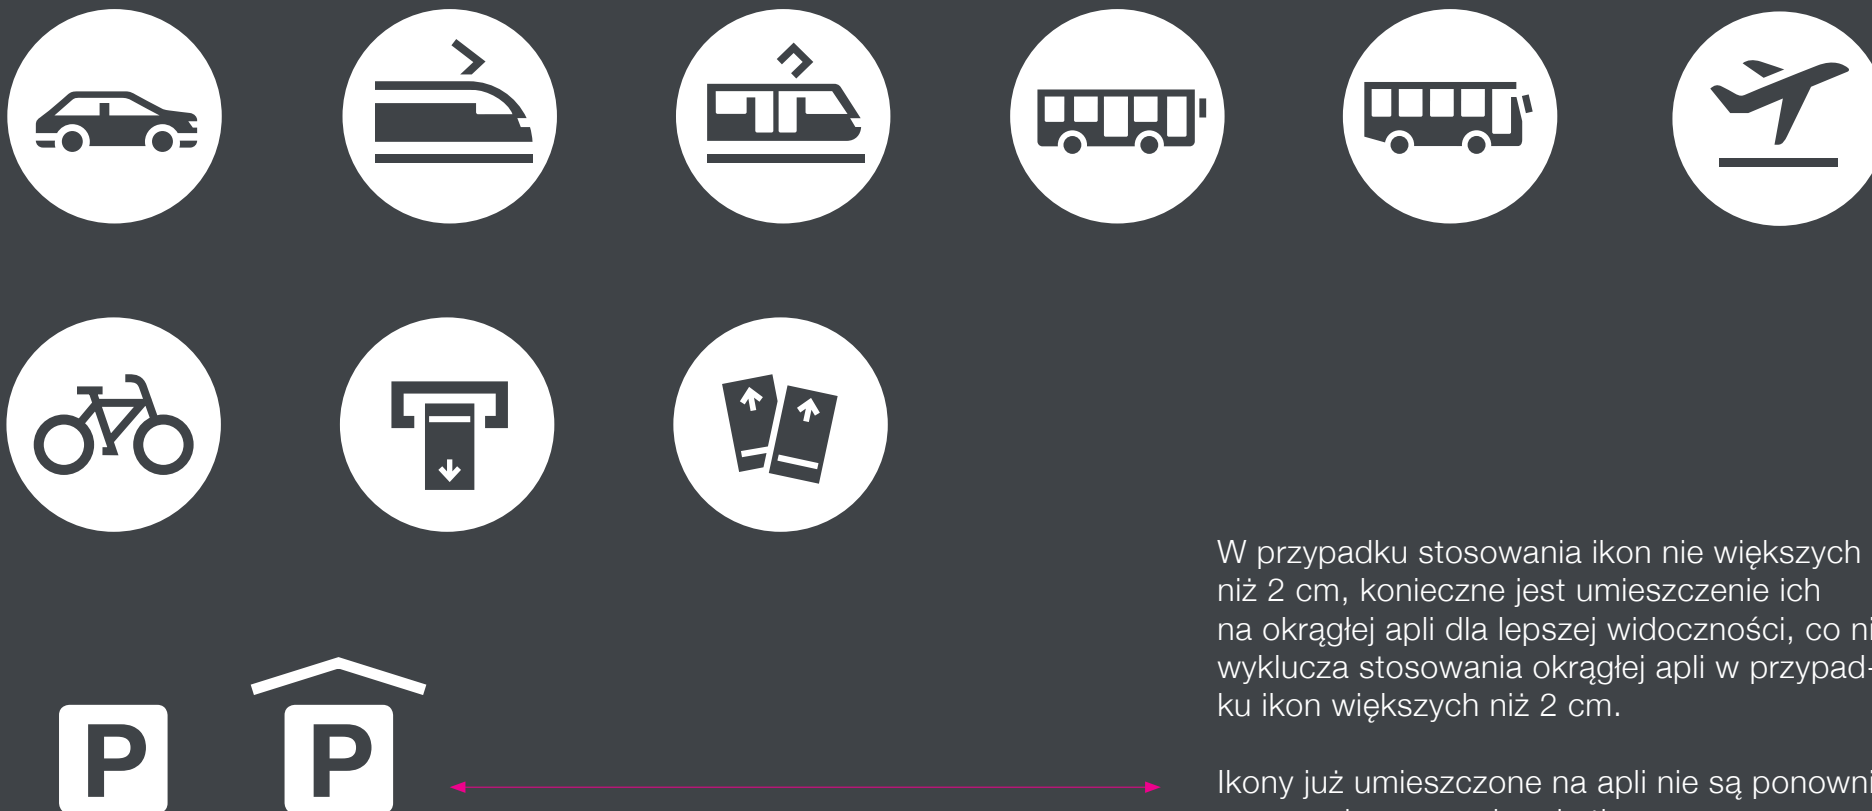 W przypadku stosowania ikon nie większych
niż 2 cm, konieczne jest umieszczenie ich
na okrągłej apli dla lepszej widoczności, co ni
wyklucza stosowania okrągłej apli w przypad-
ku ikon większych niż 2 cm.
P P
Ikony już umieszczone na apli nie są ponowni